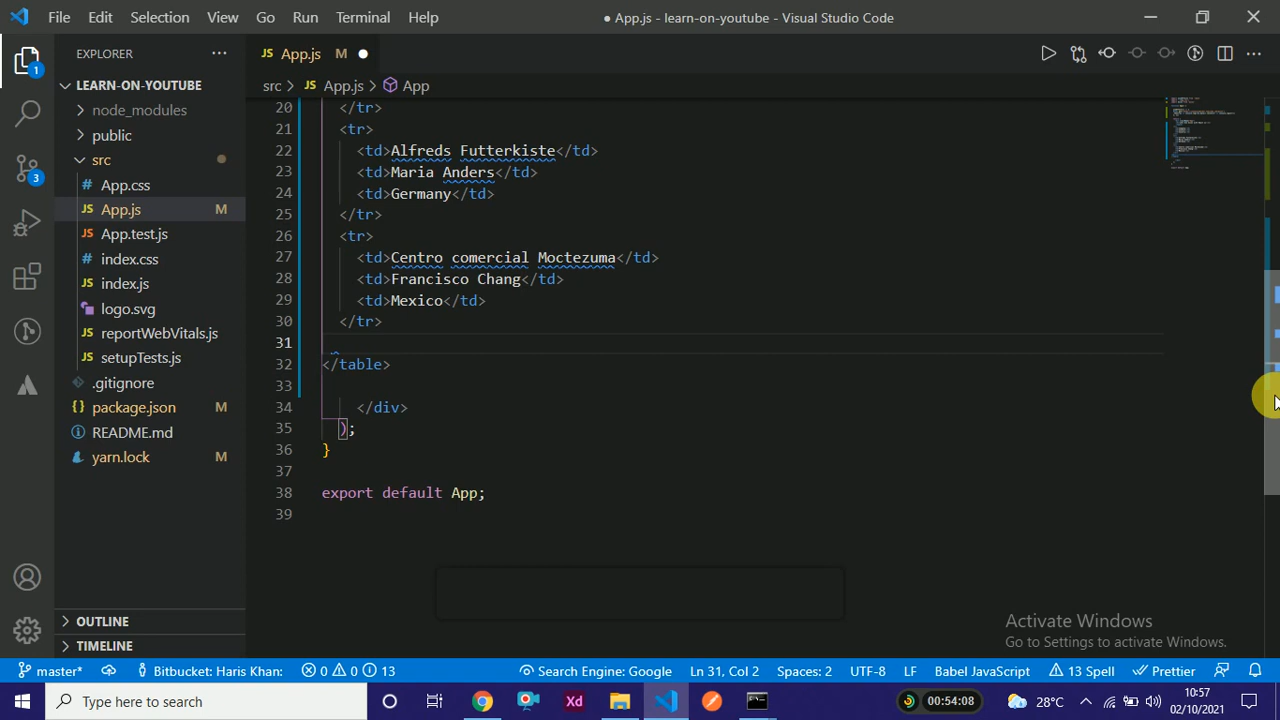 File Edit Selection View Go Run Terminal Help ● App.js - learn-on-youtube - Visual Studio Code
EXPLORER
JS App.js M
1
LEARN-ON-YOUTUBE
src > JS App.js > App
node_modules
20 </tr>
public
21 <tr>
src
22 <td>Alfreds Futterkiste</td>
3
23 <td>Maria Anders</td>
App.css
24 <td>Germany</td>
JS App.js M
25 </tr>
JS App.test.js
26 <tr>
index.css
27 <td>Centro comercial Moctezuma</td>
JS index.js
28 <td>Francisco Chang</td>
logo.svg
29 <td>Mexico</td>
JS reportWebVitals.js
30 </tr>
JS setupTests.js
31
.gitignore
32 </table>
package.json M
33
README.md
34 </div>
yarn.lock M
35 );
36 }
37
38 export default App;
39
OUTLINE
TIMELINE
Activate Windows
Go to Settings to activate Windows.
master* Bitbucket: Haris Khan: 0 0 13 Search Engine: Google Ln 31, Col 2 Spaces: 2 UTF-8 LF Babel JavaScript 13 Spell Prettier
Type here to search Xd 00:54:08 28°C 10:57
02/10/2021